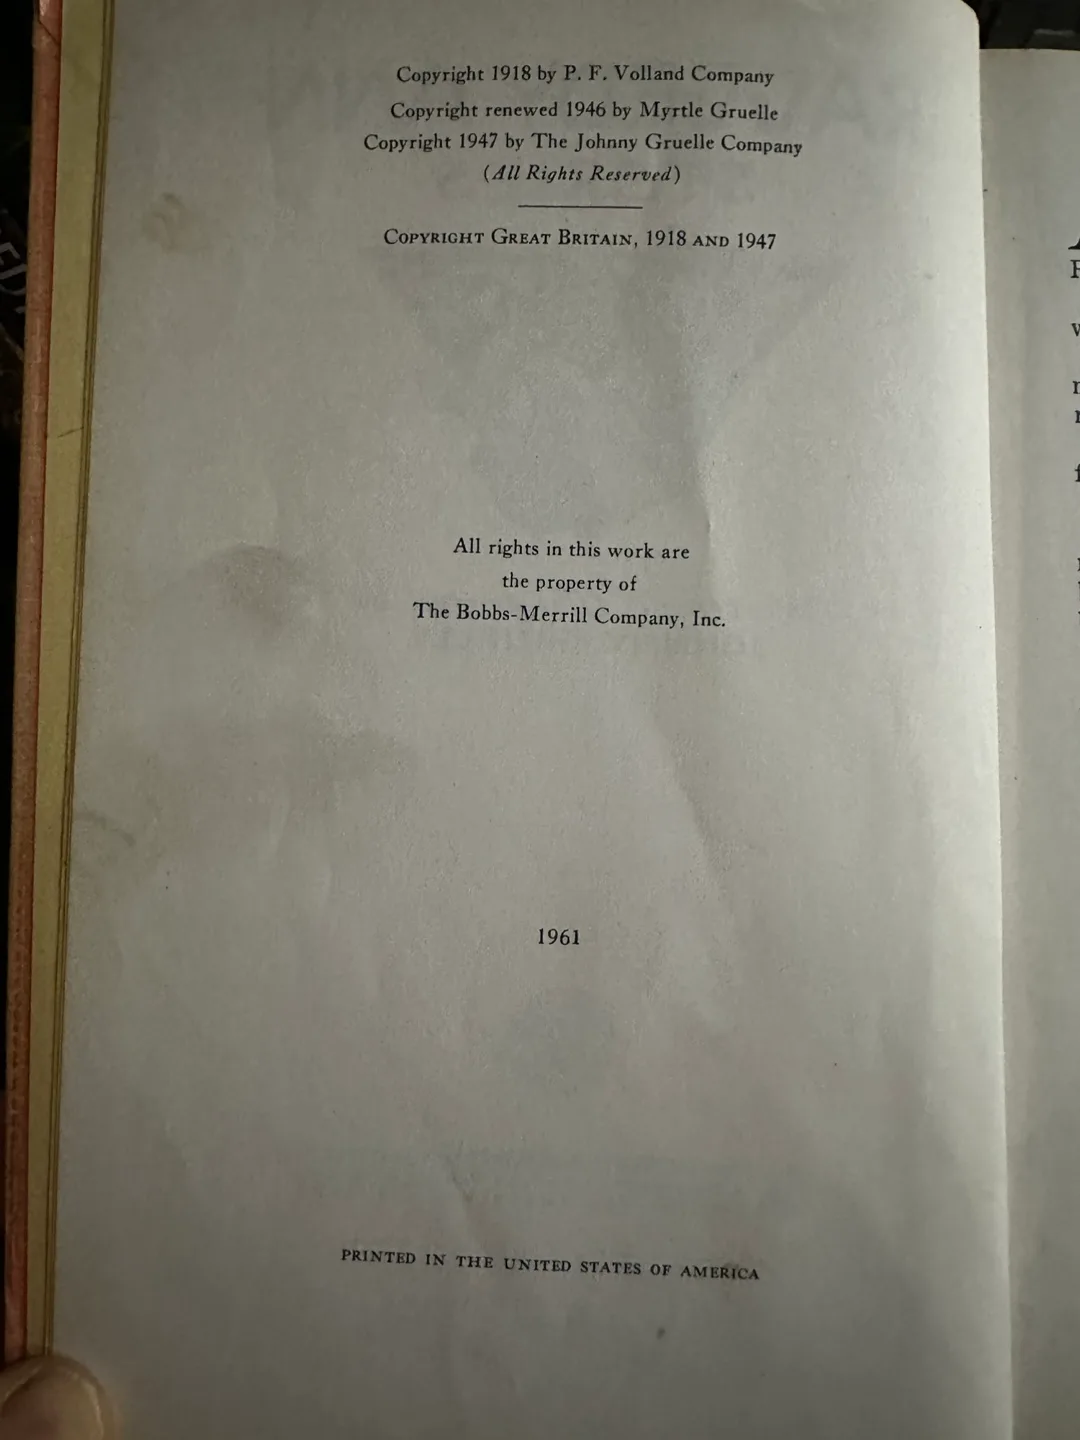 Copyright 1918 by P. F. Volland Company
Copyright renewed 1946 by Myrtle Gruelle
Copyright 1947 by The Johnny Gruelle Company
(All Rights Reserved)
COPYRIGHT GREAT BRITAIN, 1918 AND 1947
All rights in this work are
the property of
The Bobbs-Merrill Company, Inc.
1961
PRINTED IN THE UNITED STATES OF AMERICA